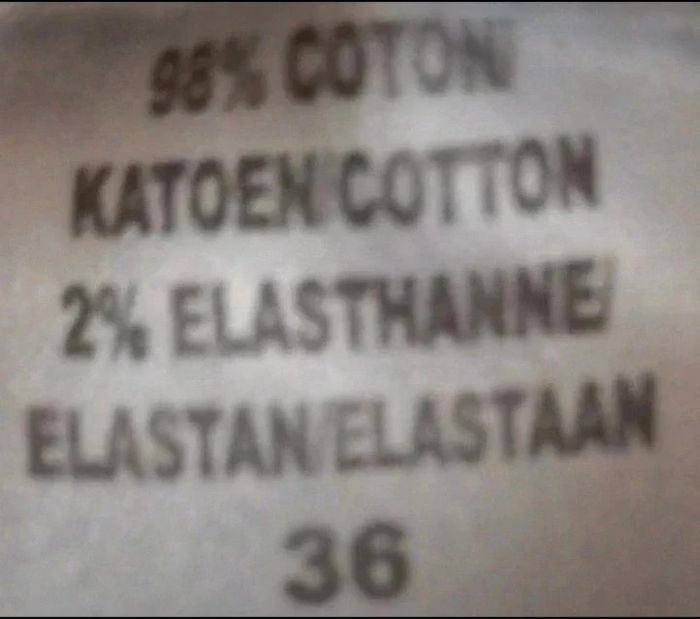 98% COTON/
KATOEN/COTTON
2% ELASTHANNE/
ELASTAN/ELASTAAN
36